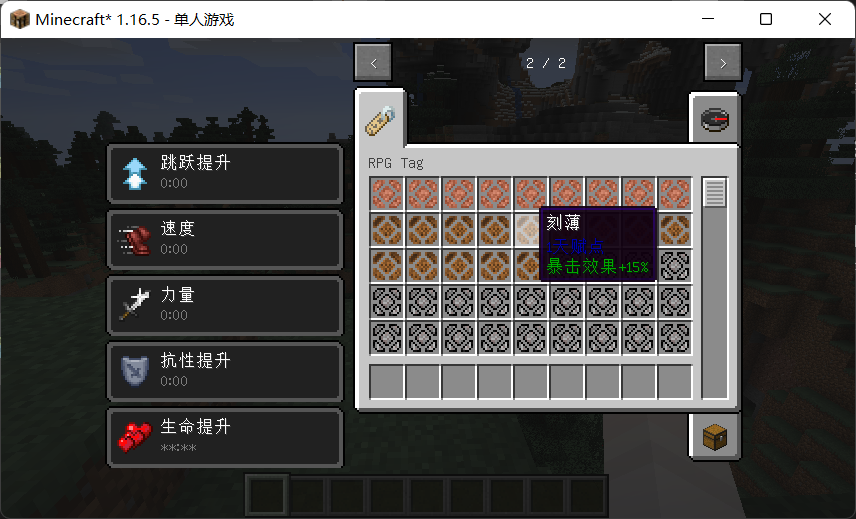 Minecraft* 1.16.5 - 单人游戏
2 / 2
跳跃提升
0:00
速度
0:00
力量
0:00
抗性提升
0:00
生命提升
**:**
RPG Tag
刻薄
暴击效果+15%